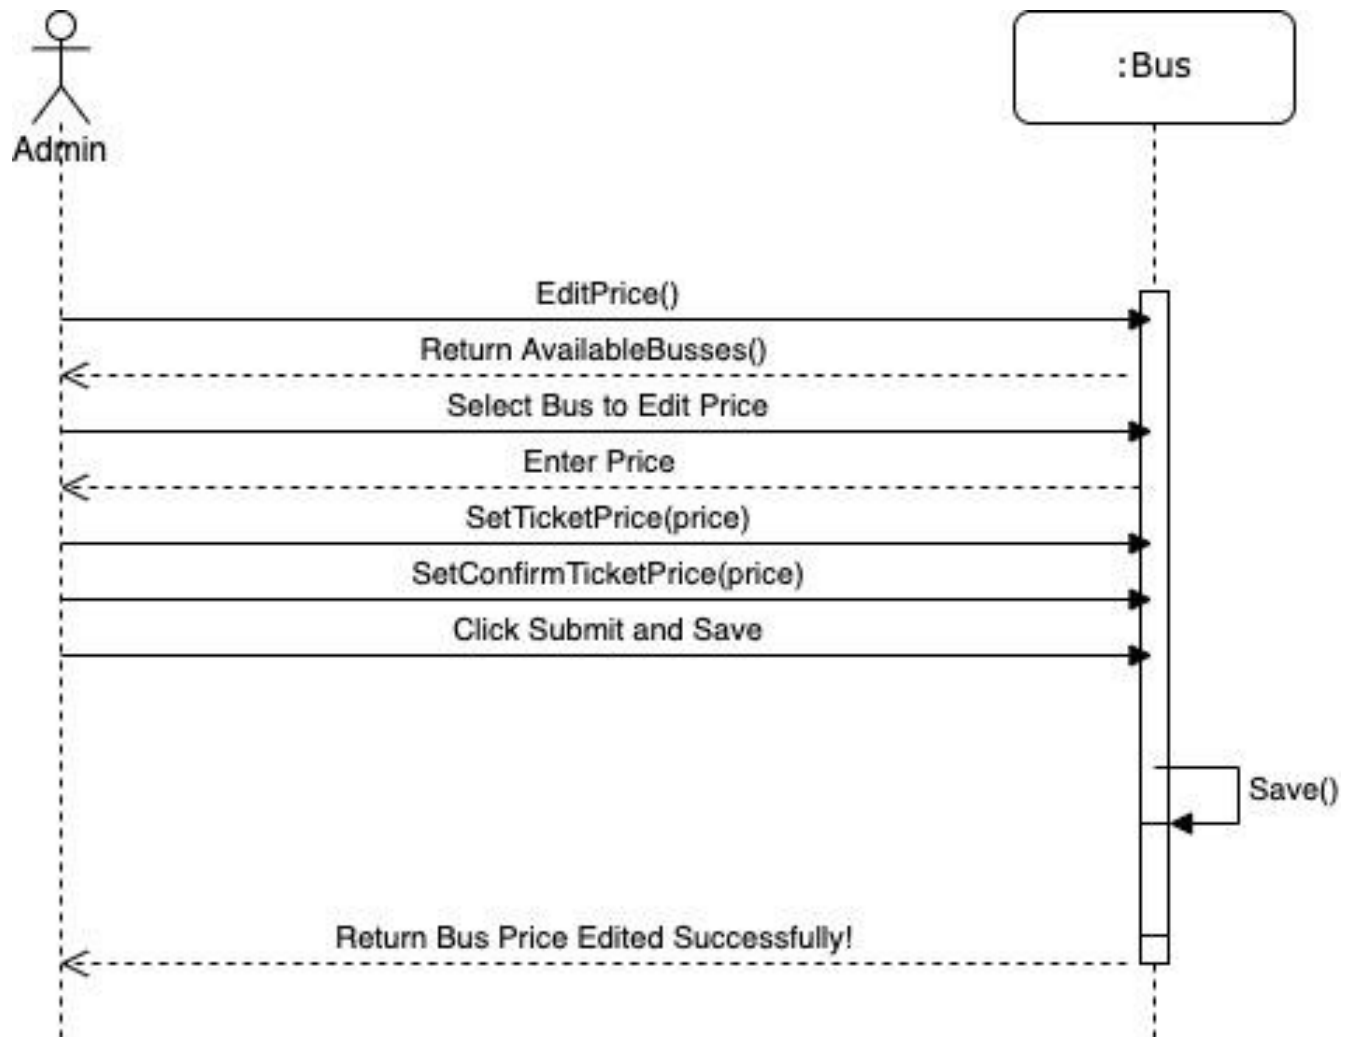 :Bus
Admin
EditPrice()
Return AvailableBusses()
Select Bus to Edit Price
Enter Price
SetTicketPrice(price)
SetConfirmTicketPrice(price)
Click Submit and Save
Save()
Return Bus Price Edited Successfully!